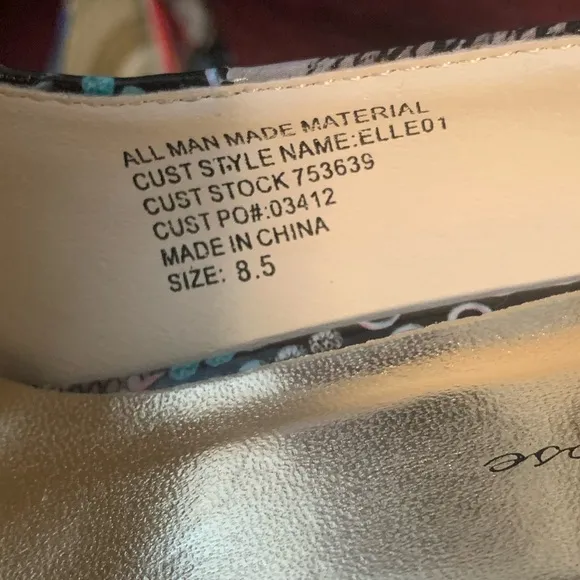 ALL MAN MADE MATERIAL
CUST STYLE NAME:ELLE01
CUST STOCK 753639
CUST PO#:03412
MADE IN CHINA
SIZE: 8.5